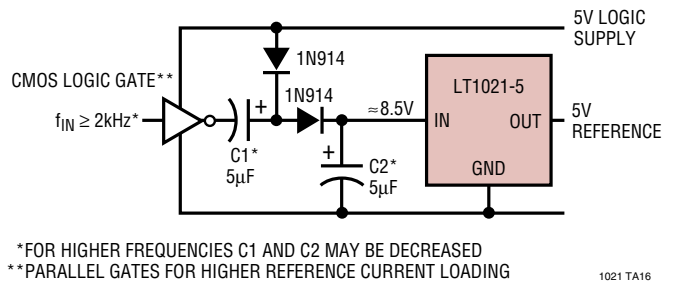 5V LOGIC
SUPPLY
1N914
CMOS LOGIC GATE**
1N914
LT1021-5
fIN ≥ 2kHz*
+
≈8.5V
IN
OUT
5V
REFERENCE
C1*
5µF
+
C2*
5µF
GND
*FOR HIGHER FREQUENCIES C1 AND C2 MAY BE DECREASED
**PARALLEL GATES FOR HIGHER REFERENCE CURRENT LOADING
1021 TA16